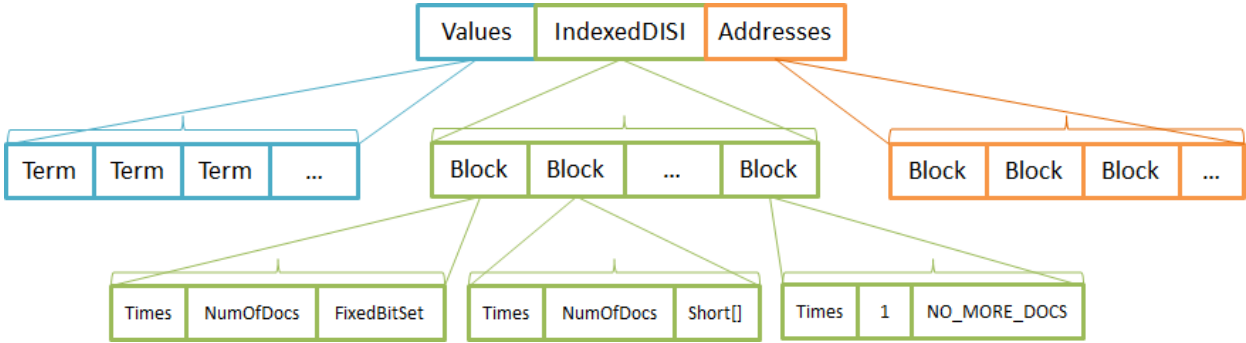 Values IndexedDISI Addresses
Term Term Term ... Block Block ... Block Block Block Block ...
Times NumOfDocs FixedBitSet Times NumOfDocs Short[] Times 1 NO_MORE_DOCS